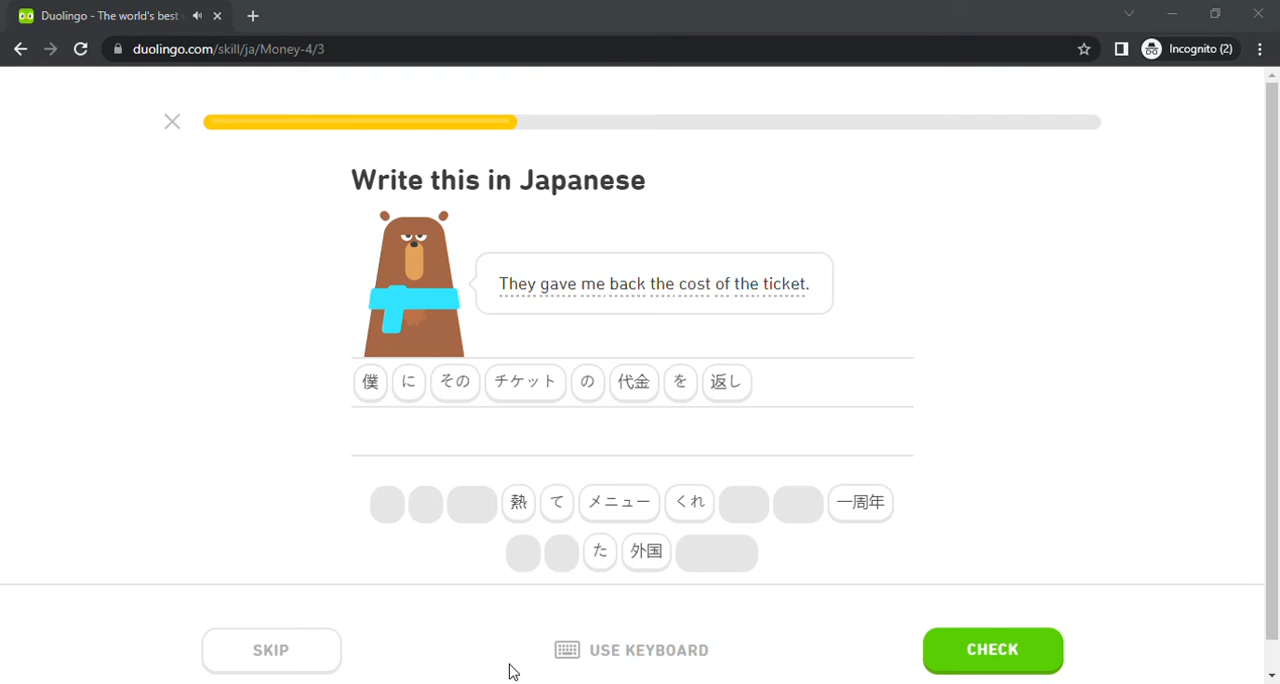 Duolingo - The world's best
duolingo.com/skill/ja/Money-4/3
Incognito (2)
Write this in Japanese
They gave me back the cost of the ticket.
僕 に その チケット の 代金 を 返し
熱 て メニュー くれ 一周年
た 外国
SKIP USE KEYBOARD CHECK